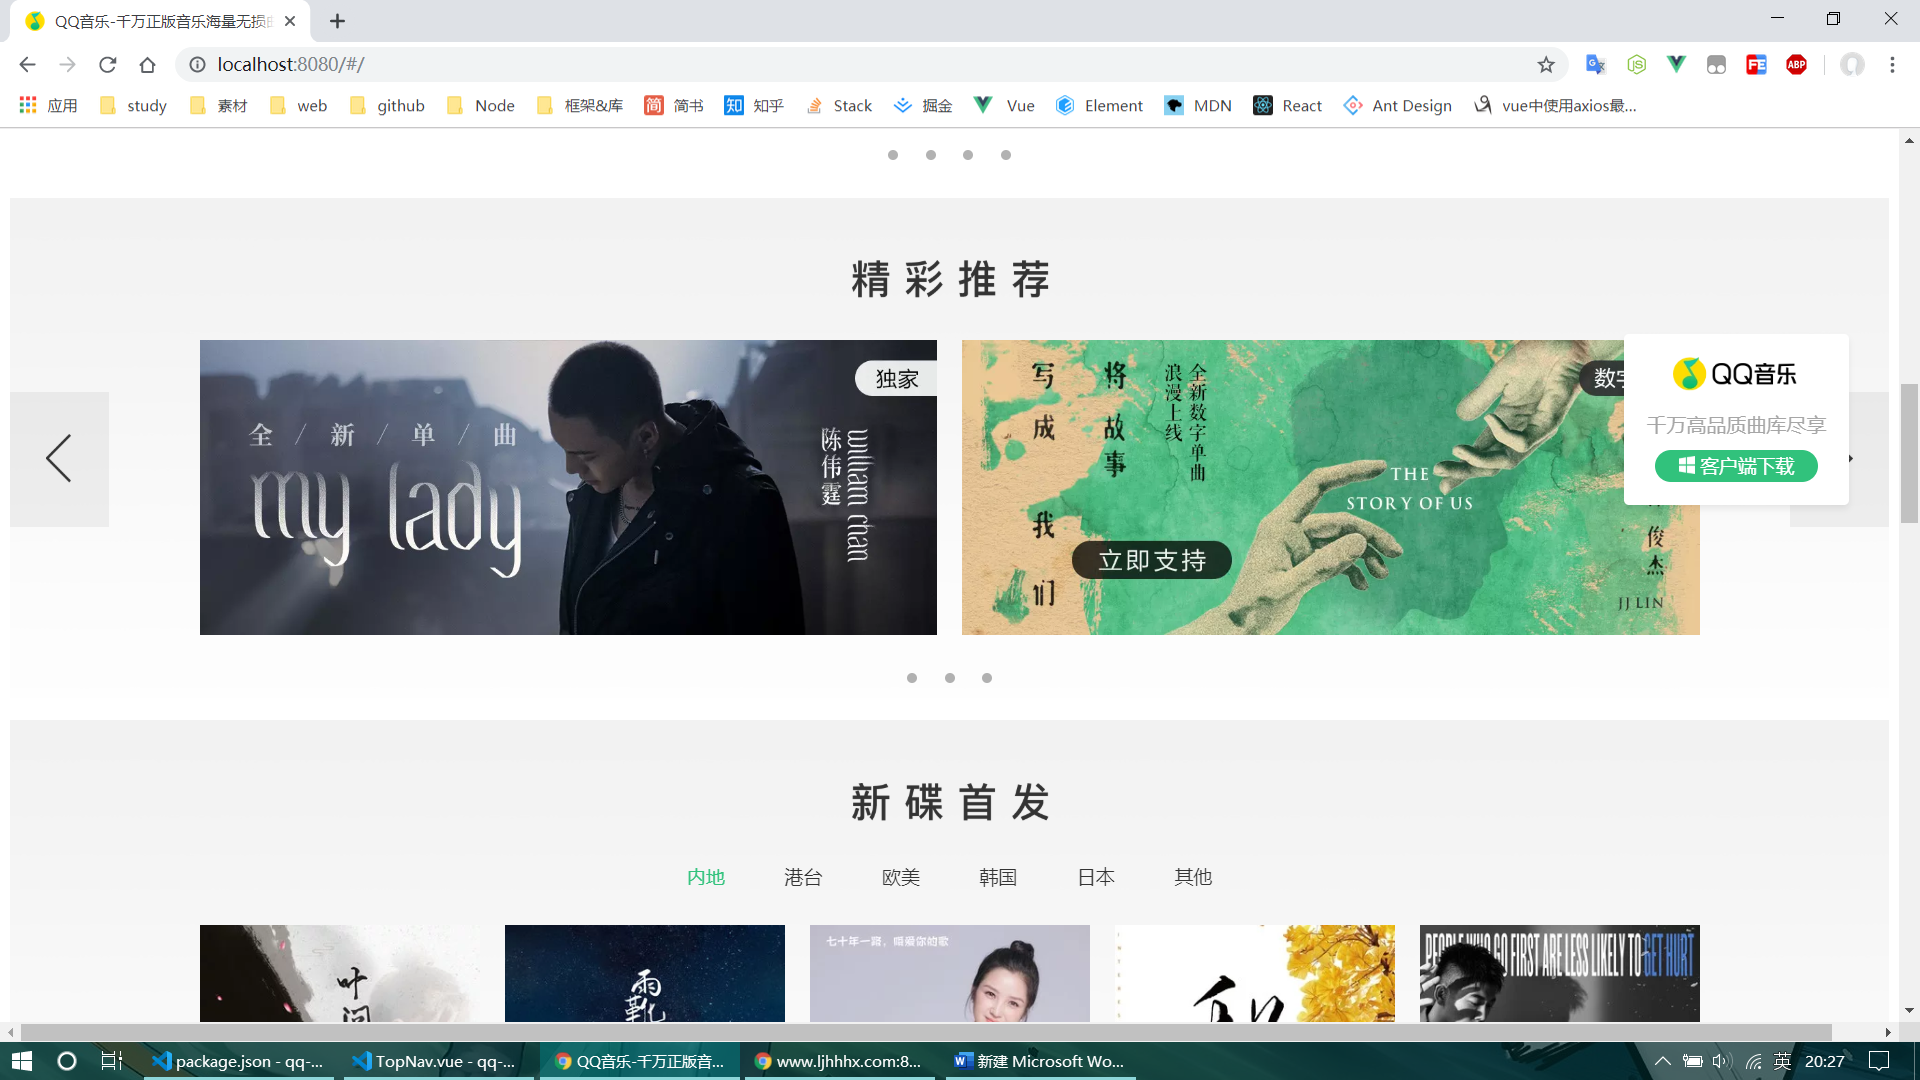 QQ音乐-千万正版音乐海量无损
localhost:8080/#/
应用 study 素材 web github Node 框架&库 简 简书 知 知乎 Stack 掘金 Vue Element MDN React Ant Design vue中使用axios最...
精彩推荐
独家
全/新/单/曲
my lady
陈伟霆
william chan
写成我们
将故事
全新数字单曲
浪漫上线
THE
STORY OF US
立即支持
数字
俊杰
JJ LIN
QQ音乐
千万高品质曲库尽享
客户端下载
新碟首发
内地 港台 欧美 韩国 日本 其他
叶问
雨靴
七十年一路，唱最你的歌
PEOPLE WHO GO FIRST ARE LESS LIKELY TO GET HURT
package.json - qq-...
TopNav.vue - qq-...
QQ音乐-千万正版音...
www.ljhhhx.com:8...
新建 Microsoft Wo...
英
20:27